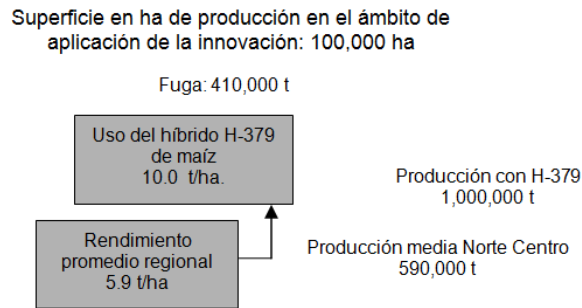 Superficie en ha de producción en el ámbito de
aplicación de la innovación: 100,000 ha
Fuga: 410,000 t
Uso del híbrido H-379
de maíz
10.0 t/ha.
Producción con H-379
1,000,000 t
Rendimiento
promedio regional
5.9 t/ha
Producción media Norte Centro
590,000 t